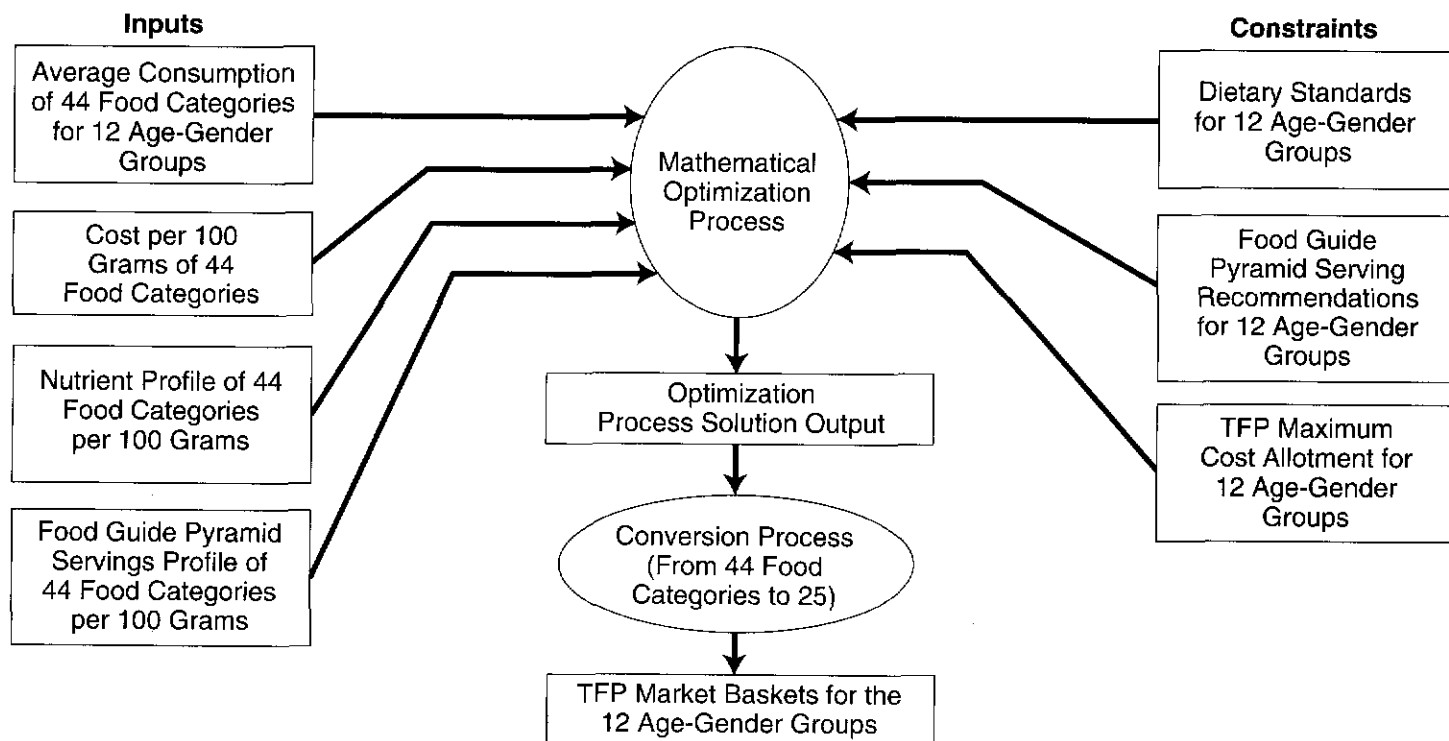 Inputs
Average Consumption
of 44 Food Categories
for 12 Age-Gender
Groups
Cost per 100
Grams of 44
Food Categories
Nutrient Profile of 44
Food Categories
per 100 Grams
Food Guide Pyramid
Servings Profile of
44 Food Categories
per 100 Grams
Mathematical
Optimization
Process
Optimization
Process Solution Output
Conversion Process
(From 44 Food
Categories to 25)
TFP Market Baskets for the
12 Age-Gender Groups
Constraints
Dietary Standards
for 12 Age-Gender
Groups
Food Guide
Pyramid Serving
Recommendations
for 12 Age-Gender
Groups
TFP Maximum
Cost Allotment for
12 Age-Gender
Groups